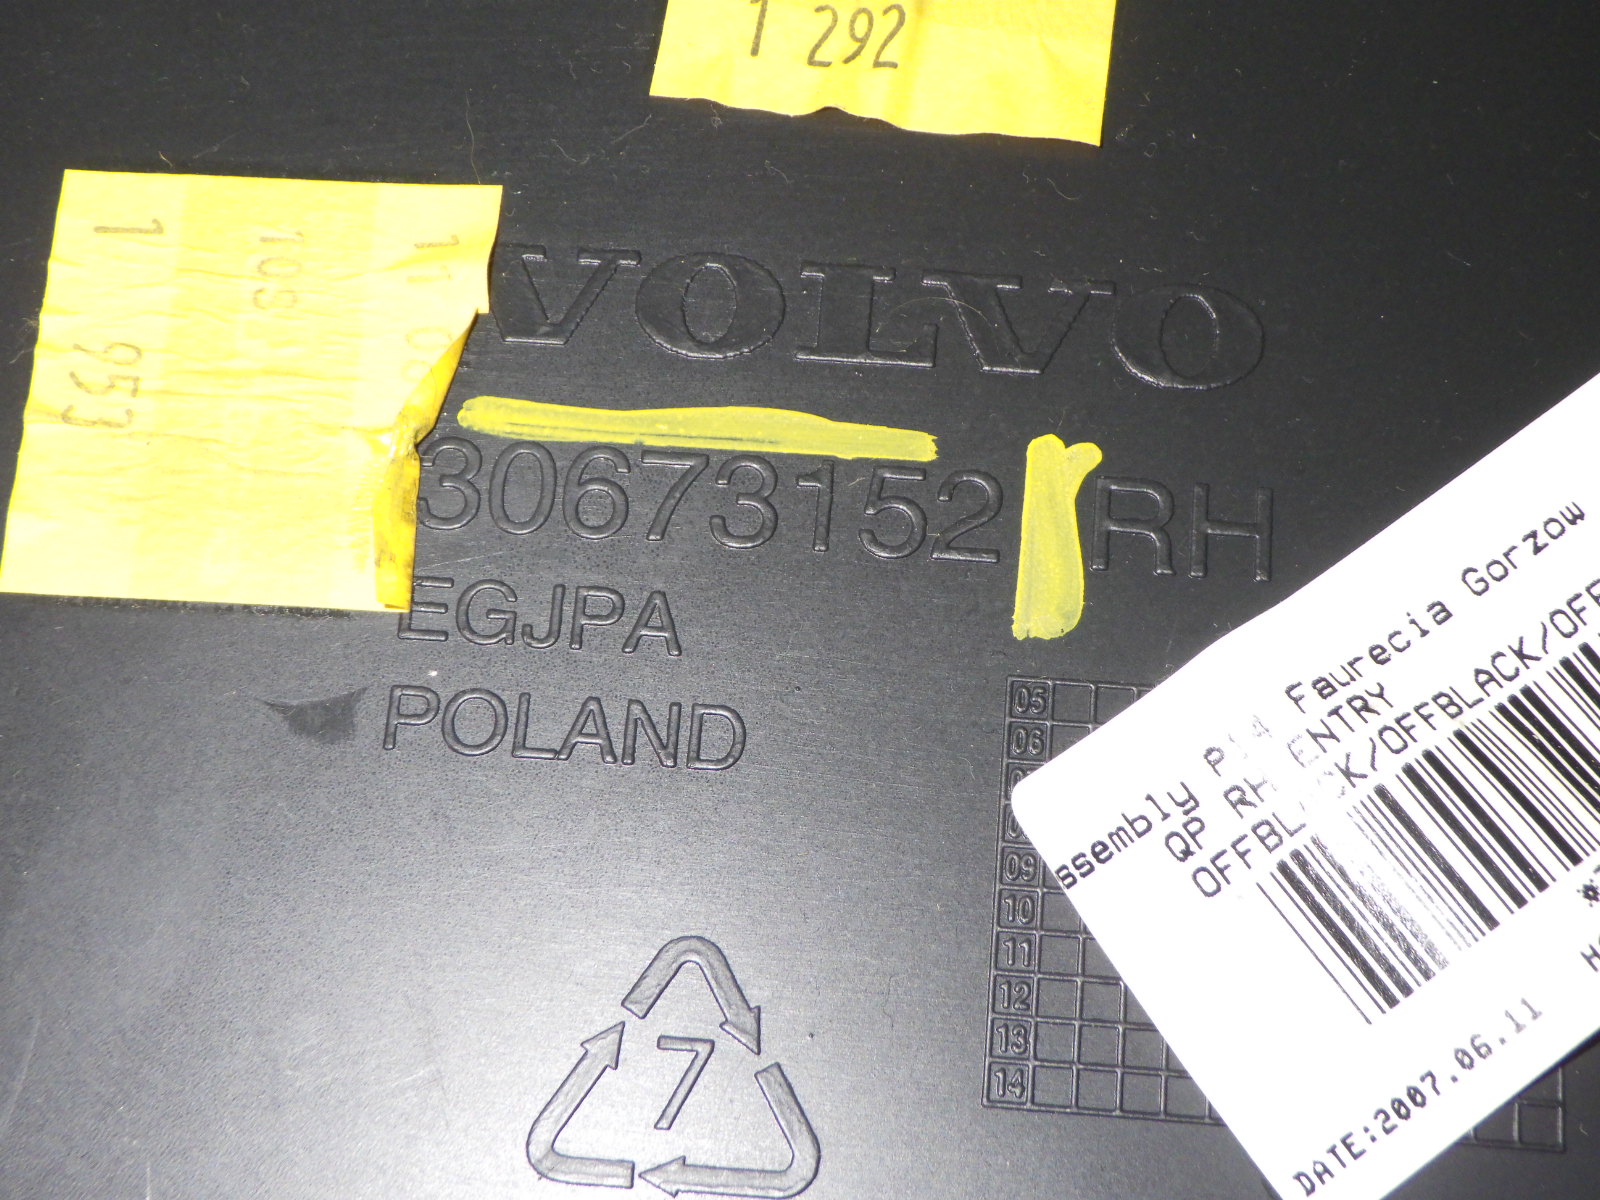 1 292
1
108
953
VOLVO
30673152 RH
EGJPA
POLAND
05
06
09
10
11
12
13
14
7
ssembly P14 Faurecia Gorzow
QP RH ENTRY
OFFBLACK/OFFBLACK/OFF
DATE:2007.06.11